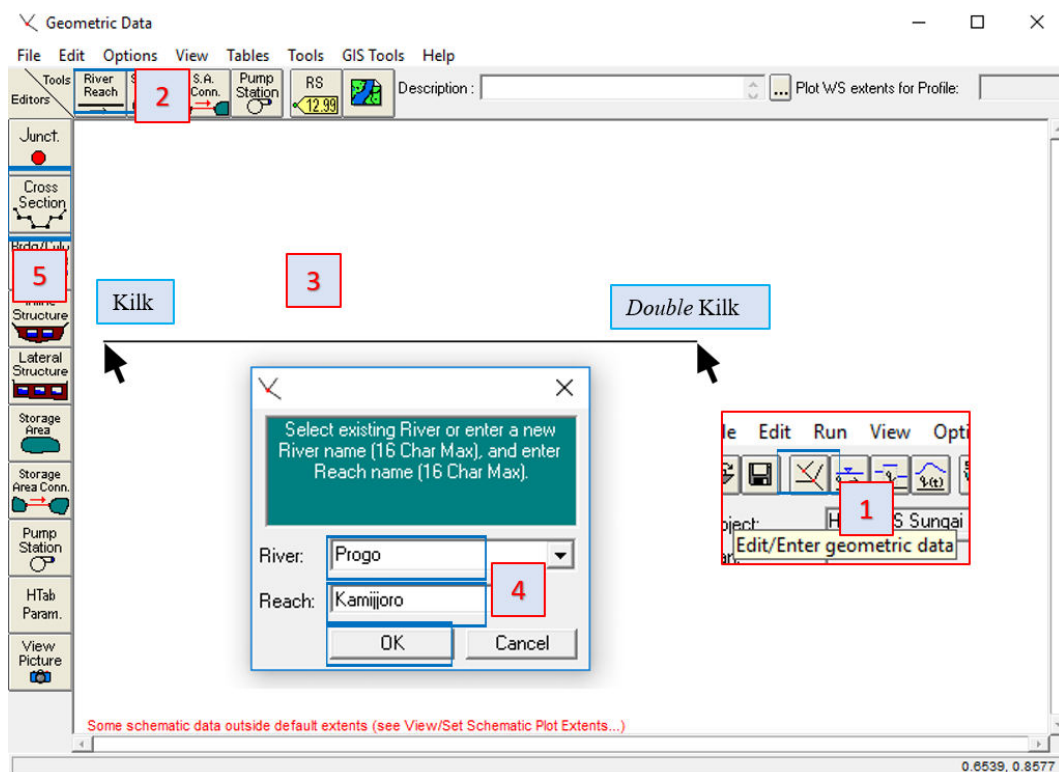 Geometric Data
File Edit Options View Tables Tools GIS Tools Help
Tools
Editors
River
Reach
2
S.A.
Conn.
Pump
Station
RS
12.99
Description :
...
Plot WS extents for Profile:
Junct.
Cross
Section
5
Structure
Lateral
Structure
Storage
Area
Storage
Area Conn.
Pump
Station
HTab
Param.
View
Picture
3
Kilk
Double Kilk
Select existing River or enter a new
River name (16 Char Max), and enter
Reach name (16 Char Max).
River: Progo
Reach: Kamijjoro
4
OK Cancel
le Edit Run View Opti
1
S Sungai
Edit/Enter geometric data
Some schematic data outside default extents (see View/Set Schematic Plot Extents...)
0.6539, 0.8577